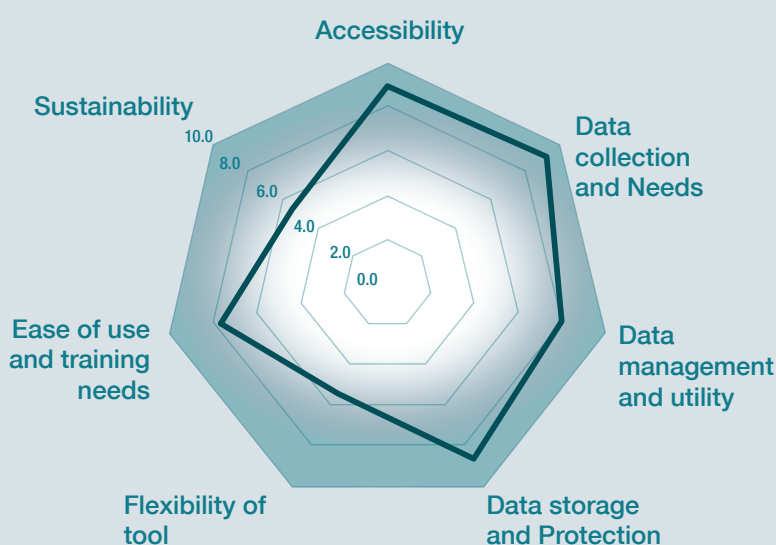 Accessibility
Sustainability
10.0
8.0
6.0
4.0
2.0
0.0
Data
collection
and Needs
Ease of use
and training
needs
Data
management
and utility
Flexibility of
tool
Data storage
and Protection